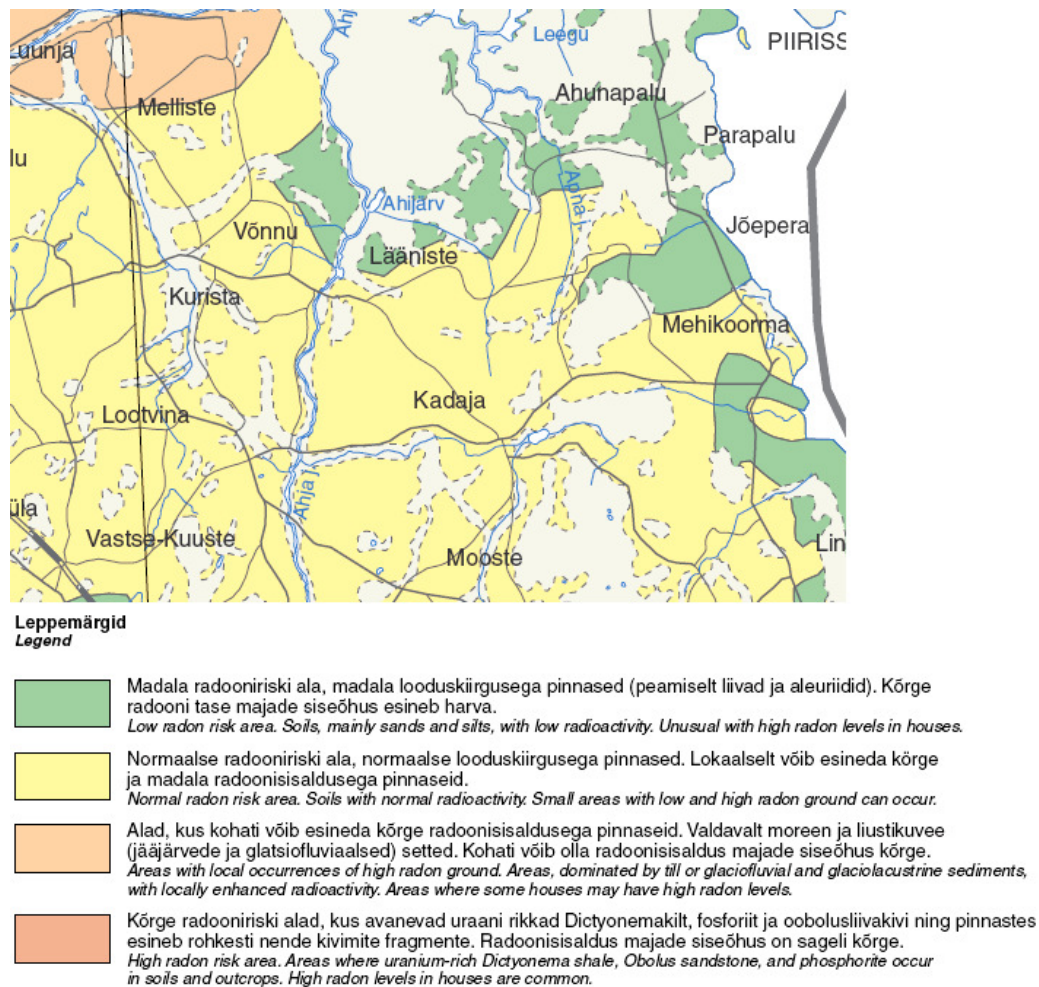 Ahj
Leegu
PIIRISS
Luunja
Ahunapalu
Melliste
Parapalu
lu
Apna j.
Ahijärv
Võnnu
Jõepera
Lääniste
Kurista
Mehikoorma
Kadaja
Lootvina
Ahja j.
üla
Vastse-Kuuste
Lin
Mooste
Leppemärgid
Legend
Madala radooniriski ala, madala looduskiirgusega pinnased (peamiselt liivad ja aleuriidid). Kõrge
radooni tase majade siseõhus esineb harva.
Low radon risk area. Soils, mainly sands and silts, with low radioactivity. Unusual with high radon levels in houses.
Normaalse radooniriski ala, normaalse looduskiirgusega pinnased. Lokaalselt võib esineda kõrge
ja madala radoonisisaldusega pinnaseid.
Normal radon risk area. Soils with normal radioactivity. Small areas with low and high radon ground can occur.
Alad, kus kohati võib esineda kõrge radoonisisaldusega pinnaseid. Valdavalt moreen ja liustikuvee
(jääjärvede ja glatsiofluviaalsed) setted. Kohati võib olla radoonisisaldus majade siseõhus kõrge.
Areas with local occurrences of high radon ground. Areas, dominated by till or glaciofluvial and glaciolacustrine sediments,
with locally enhanced radioactivity. Areas where some houses may have high radon levels.
Kõrge radooniriski alad, kus avanevad uraani rikkad Dictyonemakilt, fosforiit ja oobolusliivakivi ning pinnastes
esineb rohkesti nende kivimite fragmente. Radoonisisaldus majade siseõhus on sageli kõrge.
High radon risk area. Areas where uranium-rich Dictyonema shale, Obolus sandstone, and phosphorite occur
in soils and outcrops. High radon levels in houses are common.